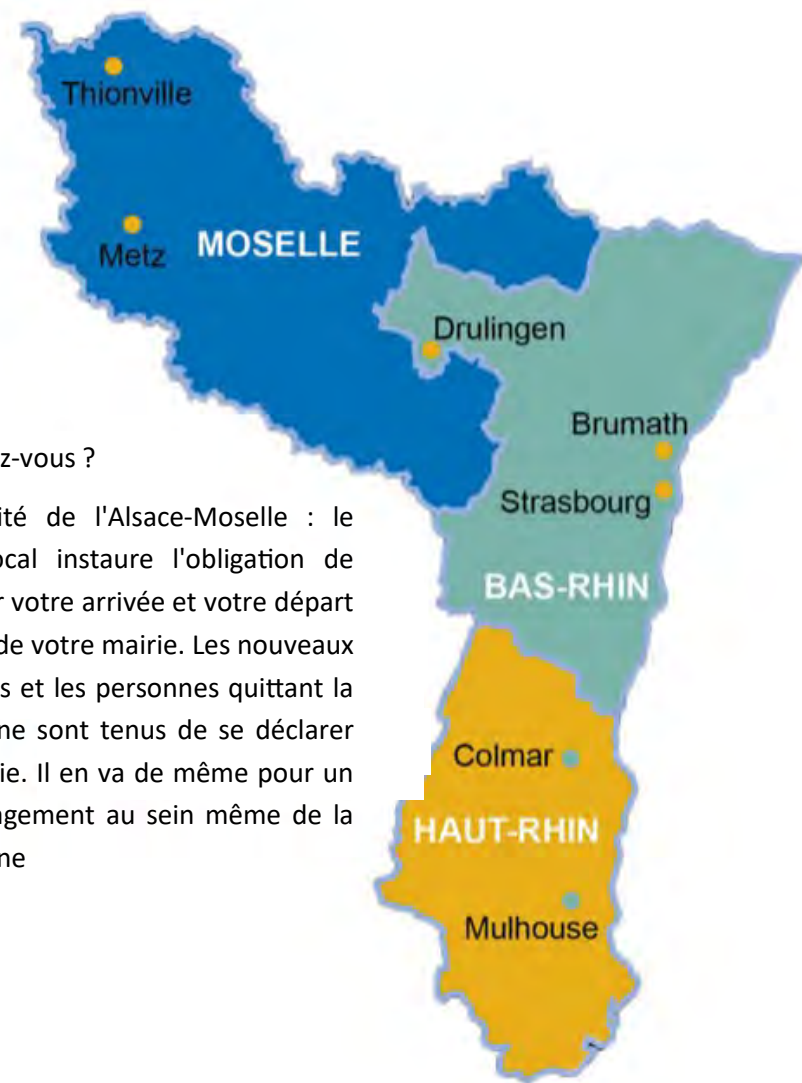 Thionville
Metz
MOSELLE
Drulingen
Brumath
Strasbourg
BAS-RHIN
z-vous ?
ité de l'Alsace-Moselle : le
ocal instaure l'obligation de
r votre arrivée et votre départ
de votre mairie. Les nouveaux
s et les personnes quittant la
ne sont tenus de se déclarer
ie. Il en va de même pour un
gement au sein même de la
ne
Colmar
HAUT-RHIN
Mulhouse